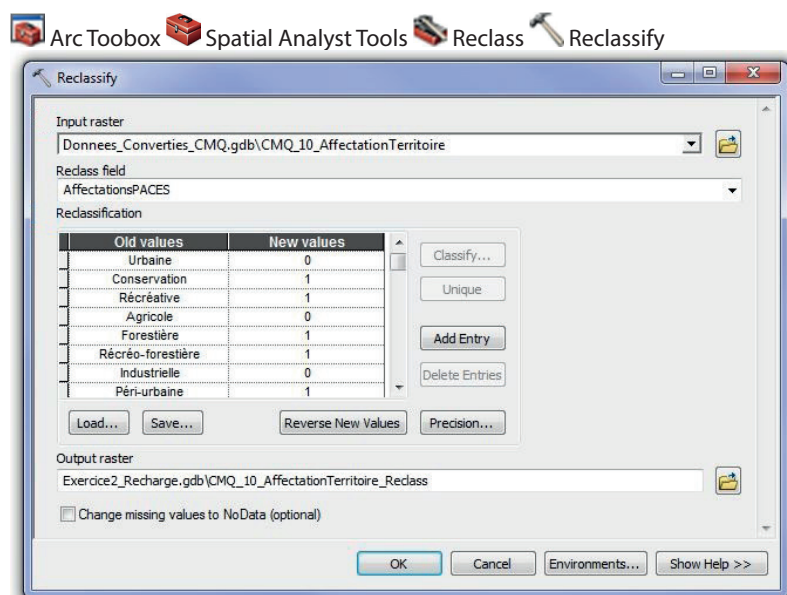 Arc Toobox Spatial Analyst Tools Reclass Reclassify
Reclassify
Input raster
Donnees_Converties_CMQ.gdb\CMQ_10_AffectationTerritoire
Reclass field
AffectationsPACES
Reclassification
Old values New values
Urbaine 0
Conservation 1
Récréative 1
Agricole 0
Forestière 1
Récréo-forestière 1
Industrielle 0
Péri-urbaine 1
Classify...
Unique
Add Entry
Delete Entries
Load... Save... Reverse New Values Precision...
Output raster
Exercice2_Recharge.gdb\CMQ_10_AffectationTerritoire_Reclass
Change missing values to NoData (optional)
OK Cancel Environments... Show Help >>